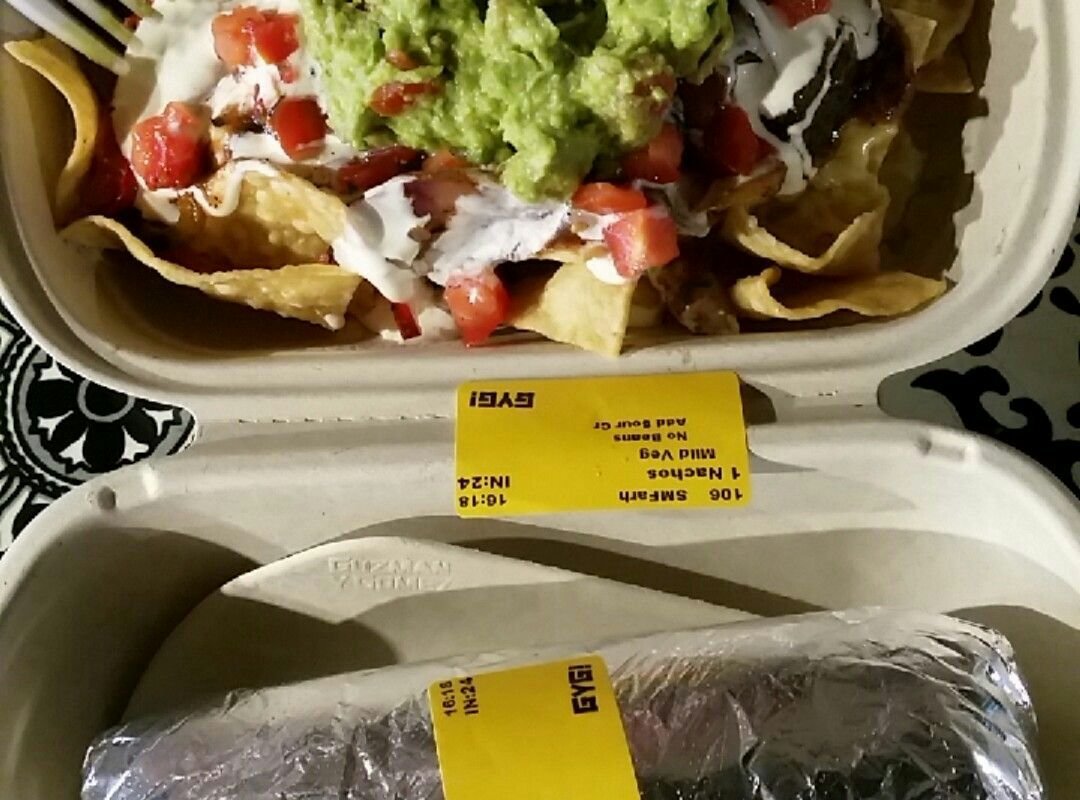 106 SMFarh 16:18
1 Nachos IN:24
Mild Veg
No Beans
Add Sour Cr
GYG!
GUZMAN
Y GOMEZ
16:18
IN:24
GYG!